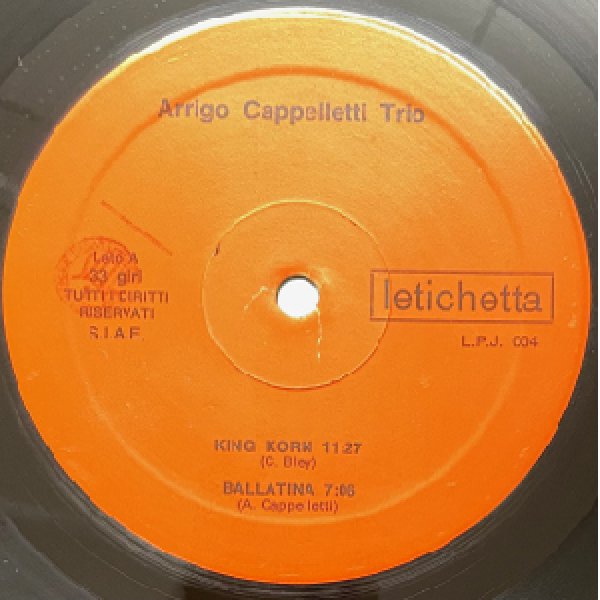 Arrigo Cappelletti Trio
Lato A
33 giri
TUTTI I DIRITTI
RISERVATI
S.I.A.E.
letichetta
L.P.J. 004
KING KORN 11.27
(C. Bley)
BALLATINA 7:06
(A. Cappelletti)